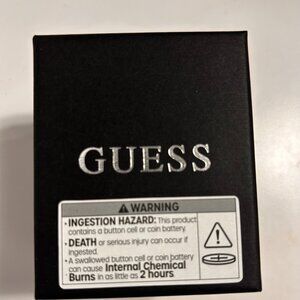 GUESS
⚠ WARNING
• INGESTION HAZARD: This product
contains a button cell or coin battery.
• DEATH or serious injury can occur if
ingested.
• A swallowed button cell or coin battery
can cause Internal Chemical
Burns in as little as 2 hours.